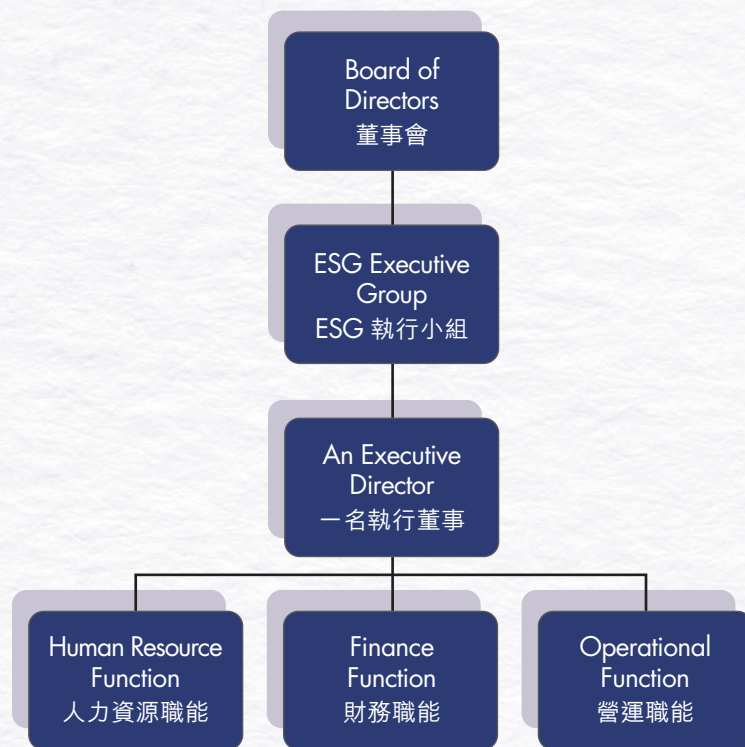 Board of
Directors
董事會
ESG Executive
Group
ESG 執行小組
An Executive
Director
一名執行董事
Human Resource
Function
人力資源職能
Finance
Function
財務職能
Operational
Function
營運職能